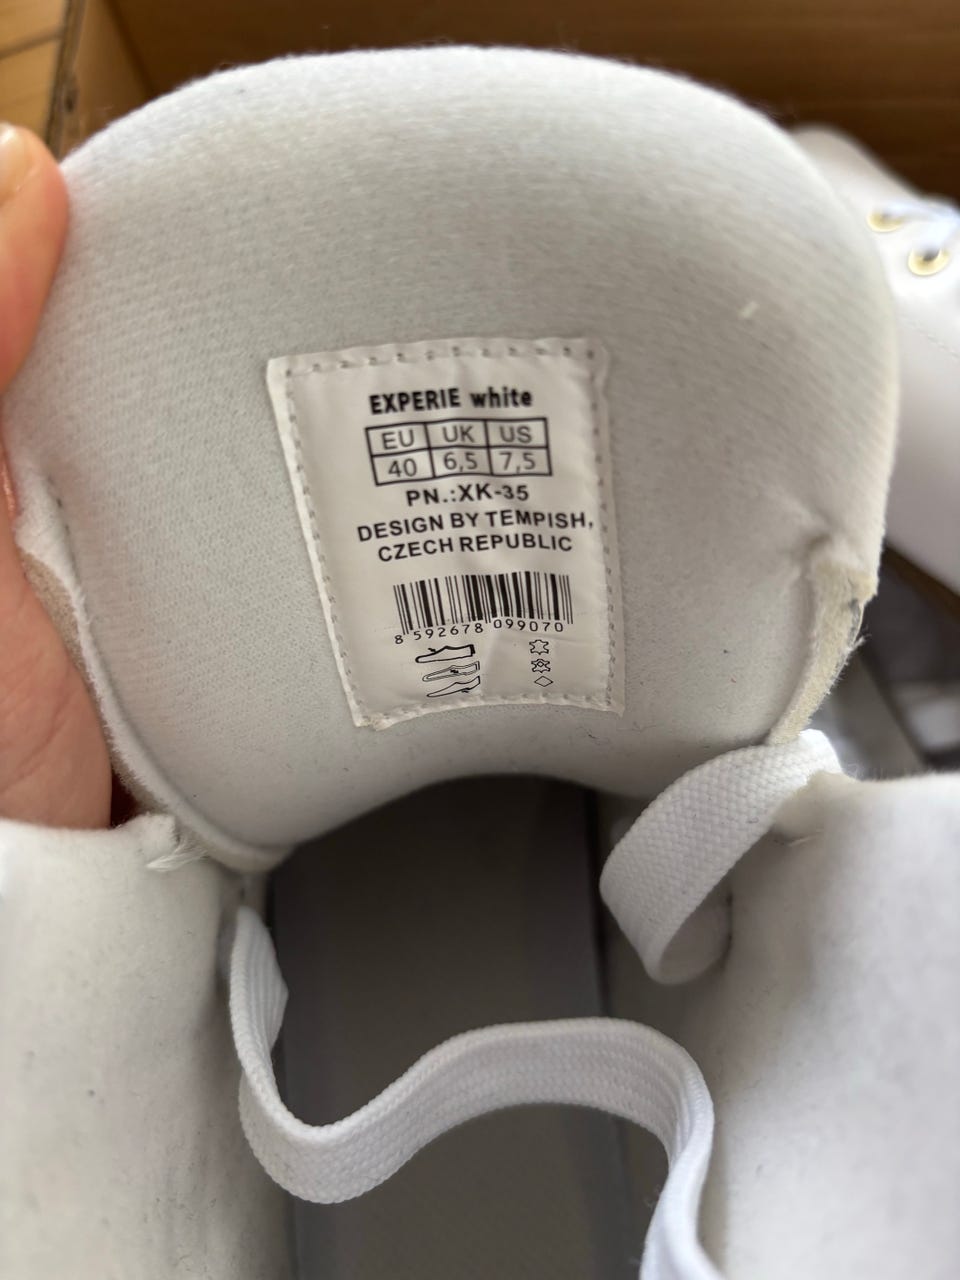 EXPERIE white
EU UK US
40 6,5 7,5
PN.:XK-35
DESIGN BY TEMPISH,
CZECH REPUBLIC
8 592678 099070